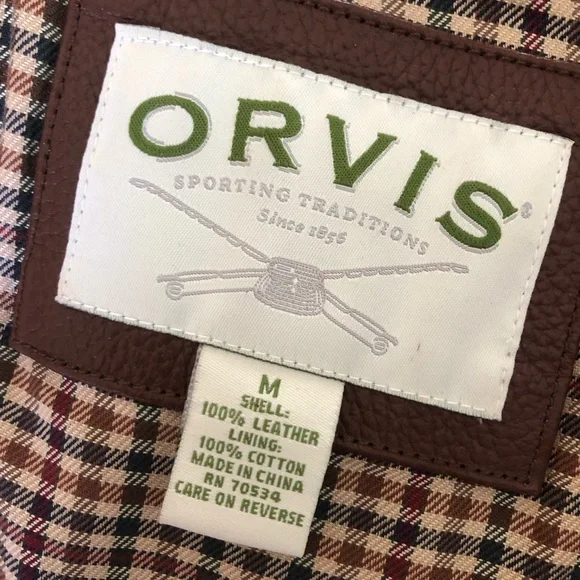 ORVIS®
SPORTING TRADITIONS
Since 1856
M
SHELL:
100% LEATHER
LINING:
100% COTTON
MADE IN CHINA
RN 70534
CARE ON REVERSE